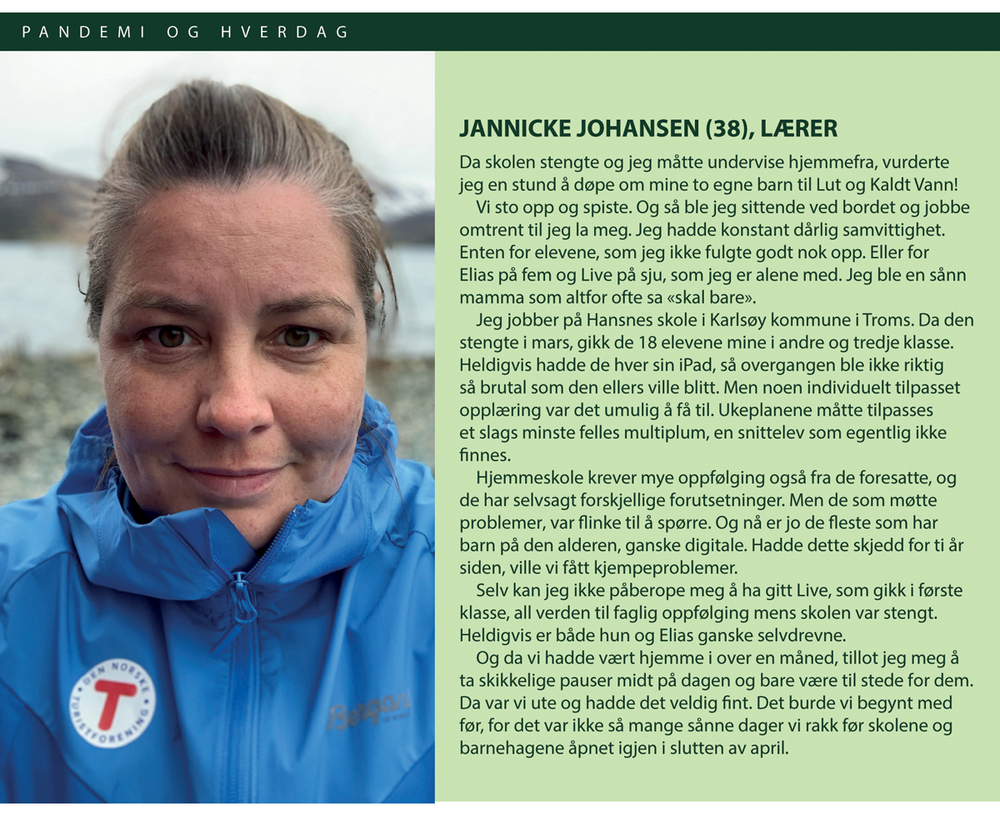 PANDEMI OG HVERDAG
JANNICKE JOHANSEN (38), LÆRER
Da skolen stengte og jeg måtte undervise hjemmefra, vurderte
jeg en stund å døpe om mine to egne barn til Lut og Kaldt Vann!
Vi sto opp og spiste. Og så ble jeg sittende ved bordet og jobbe
omtrent til jeg la meg. Jeg hadde konstant dårlig samvittighet.
Enten for elevene, som jeg ikke fulgte godt nok opp. Eller for
Elias på fem og Live på sju, som jeg er alene med. Jeg ble en sånn
mamma som altfor ofte sa «skal bare».
Jeg jobber på Hansnes skole i Karlsøy kommune i Troms. Da den
stengte i mars, gikk de 18 elevene mine i andre og tredje klasse.
Heldigvis hadde de hver sin iPad, så overgangen ble ikke riktig
så brutal som den ellers ville blitt. Men noen individuelt tilpasset
opplæring var det umulig å få til. Ukeplanene måtte tilpasses
et slags minste felles multiplum, en snittelev som egentlig ikke
finnes.
Hjemmeskole krever mye oppfølging også fra de foresatte, og
de har selvsagt forskjellige forutsetninger. Men de som møtte
problemer, var flinke til å spørre. Og nå er jo de fleste som har
barn på den alderen, ganske digitale. Hadde dette skjedd for ti år
siden, ville vi fått kjempeproblemer.
Selv kan jeg ikke påberope meg å ha gitt Live, som gikk i første
klasse, all verden til faglig oppfølging mens skolen var stengt.
Heldigvis er både hun og Elias ganske selvdrevne.
Og da vi hadde vært hjemme i over en måned, tillot jeg meg å
ta skikkelige pauser midt på dagen og bare være til stede for dem.
Da var vi ute og hadde det veldig fint. Det burde vi begynt med
før, for det var ikke så mange sånne dager vi rakk før skolene og
barnehagene åpnet igjen i slutten av april.
DEN NORSKE
T
TURISTFORENING
Bergans